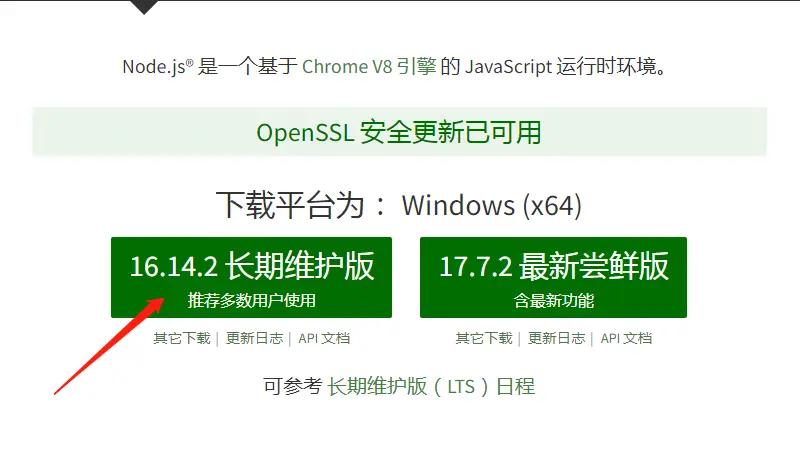 Node.js® 是一个基于 Chrome V8 引擎 的 JavaScript 运行时环境。
OpenSSL 安全更新已可用
下载平台为： Windows (x64)
16.14.2 长期维护版
推荐多数用户使用
17.7.2 最新尝鲜版
含最新功能
其它下载 | 更新日志 | API 文档
其它下载 | 更新日志 | API 文档
可参考 长期维护版（LTS）日程